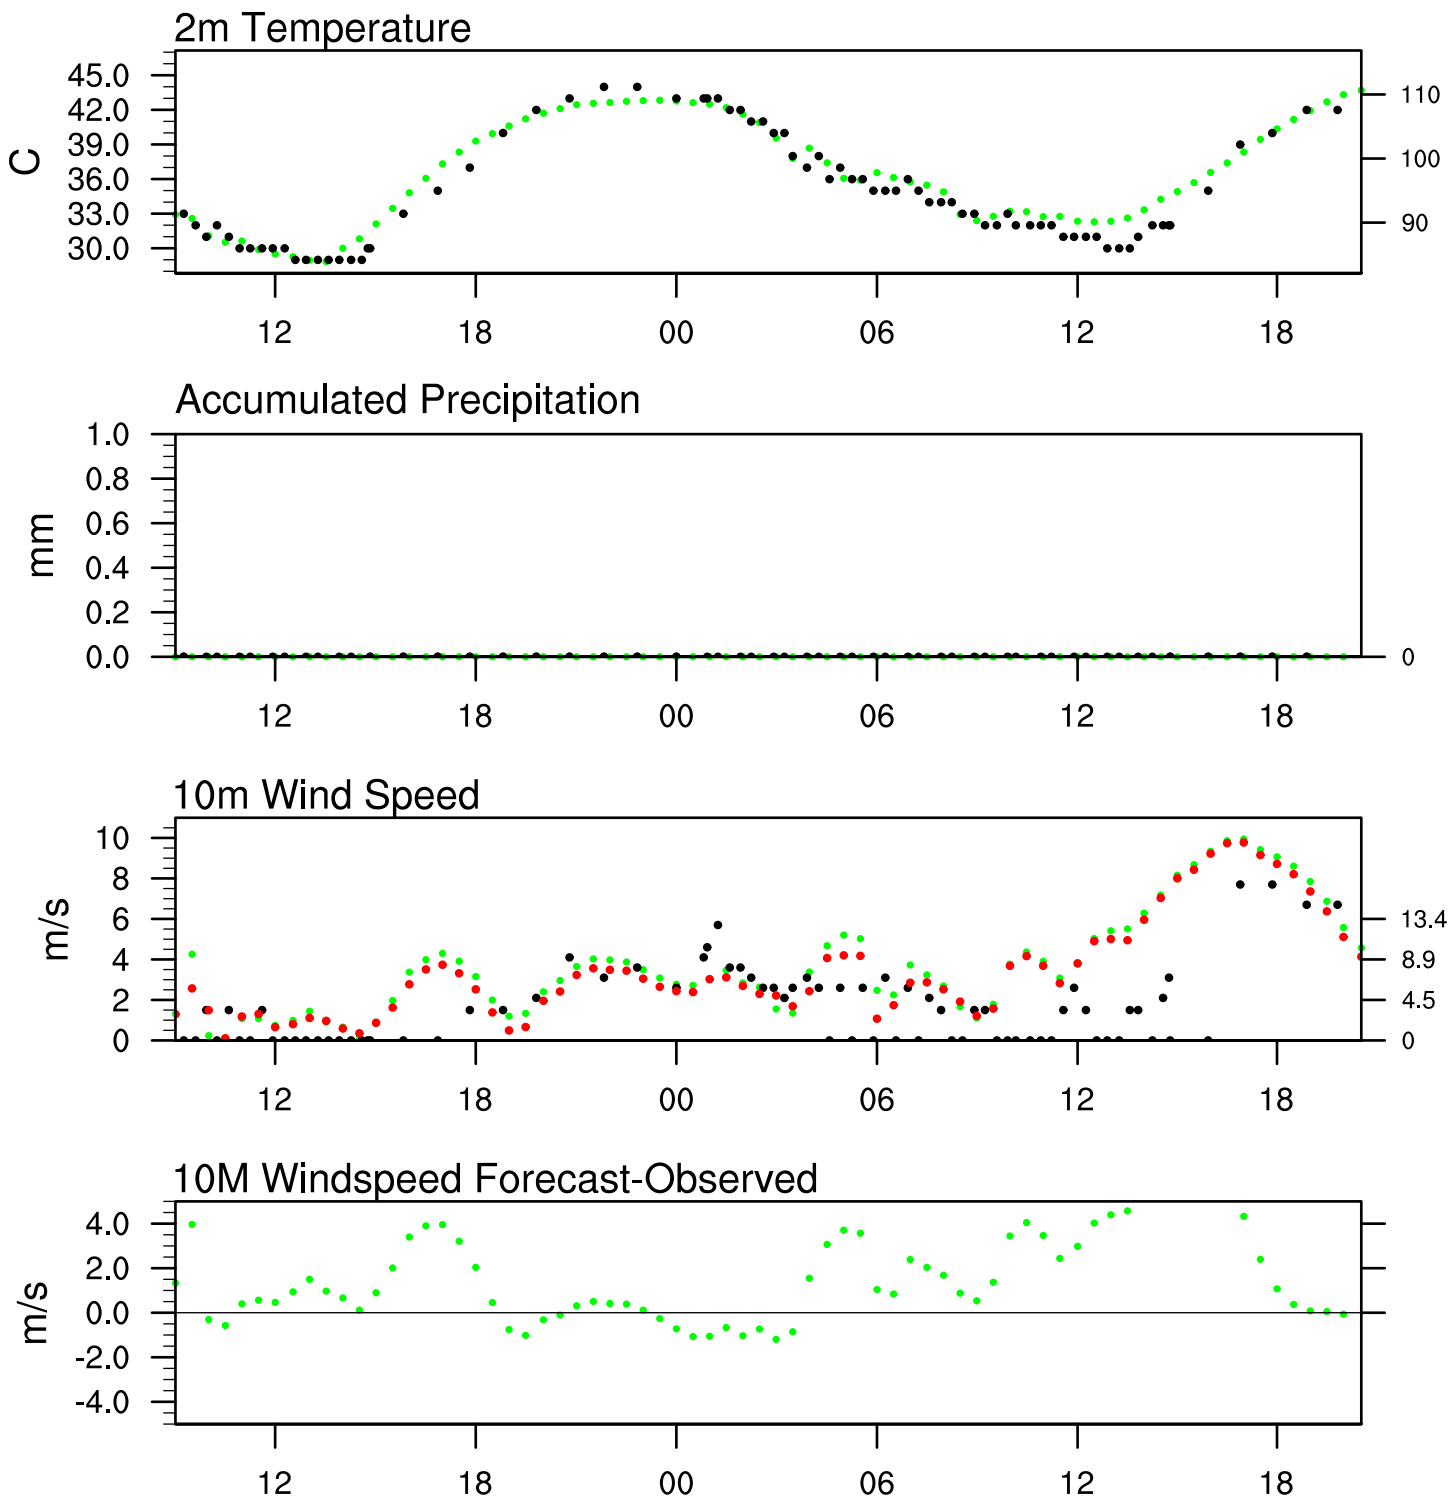 2m Temperature
45.0
42.0
39.0
36.0
33.0
30.0
C
110
100
90
12 18 00 06 12 18
Accumulated Precipitation
1.0
0.8
0.6
0.4
0.2
0.0
mm
0
12 18 00 06 12 18
10m Wind Speed
10
8
6
4
2
0
m/s
13.4
8.9
4.5
0
12 18 00 06 12 18
10M Windspeed Forecast-Observed
4.0
2.0
0.0
-2.0
-4.0
m/s
12 18 00 06 12 18